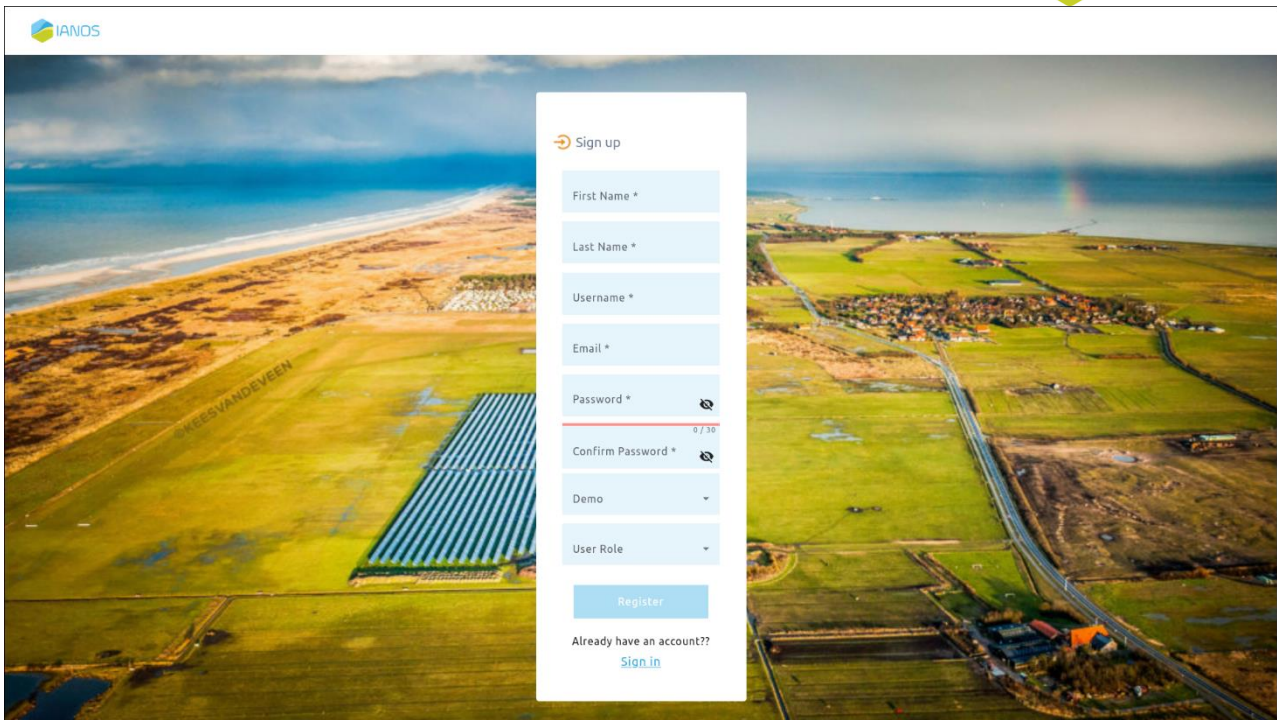 IANOS
Sign up
First Name *
Last Name *
Username *
Email *
Password *
0 / 30
Confirm Password *
Demo
User Role
Register
Already have an account??
Sign in
©KEESVANDEVEEN